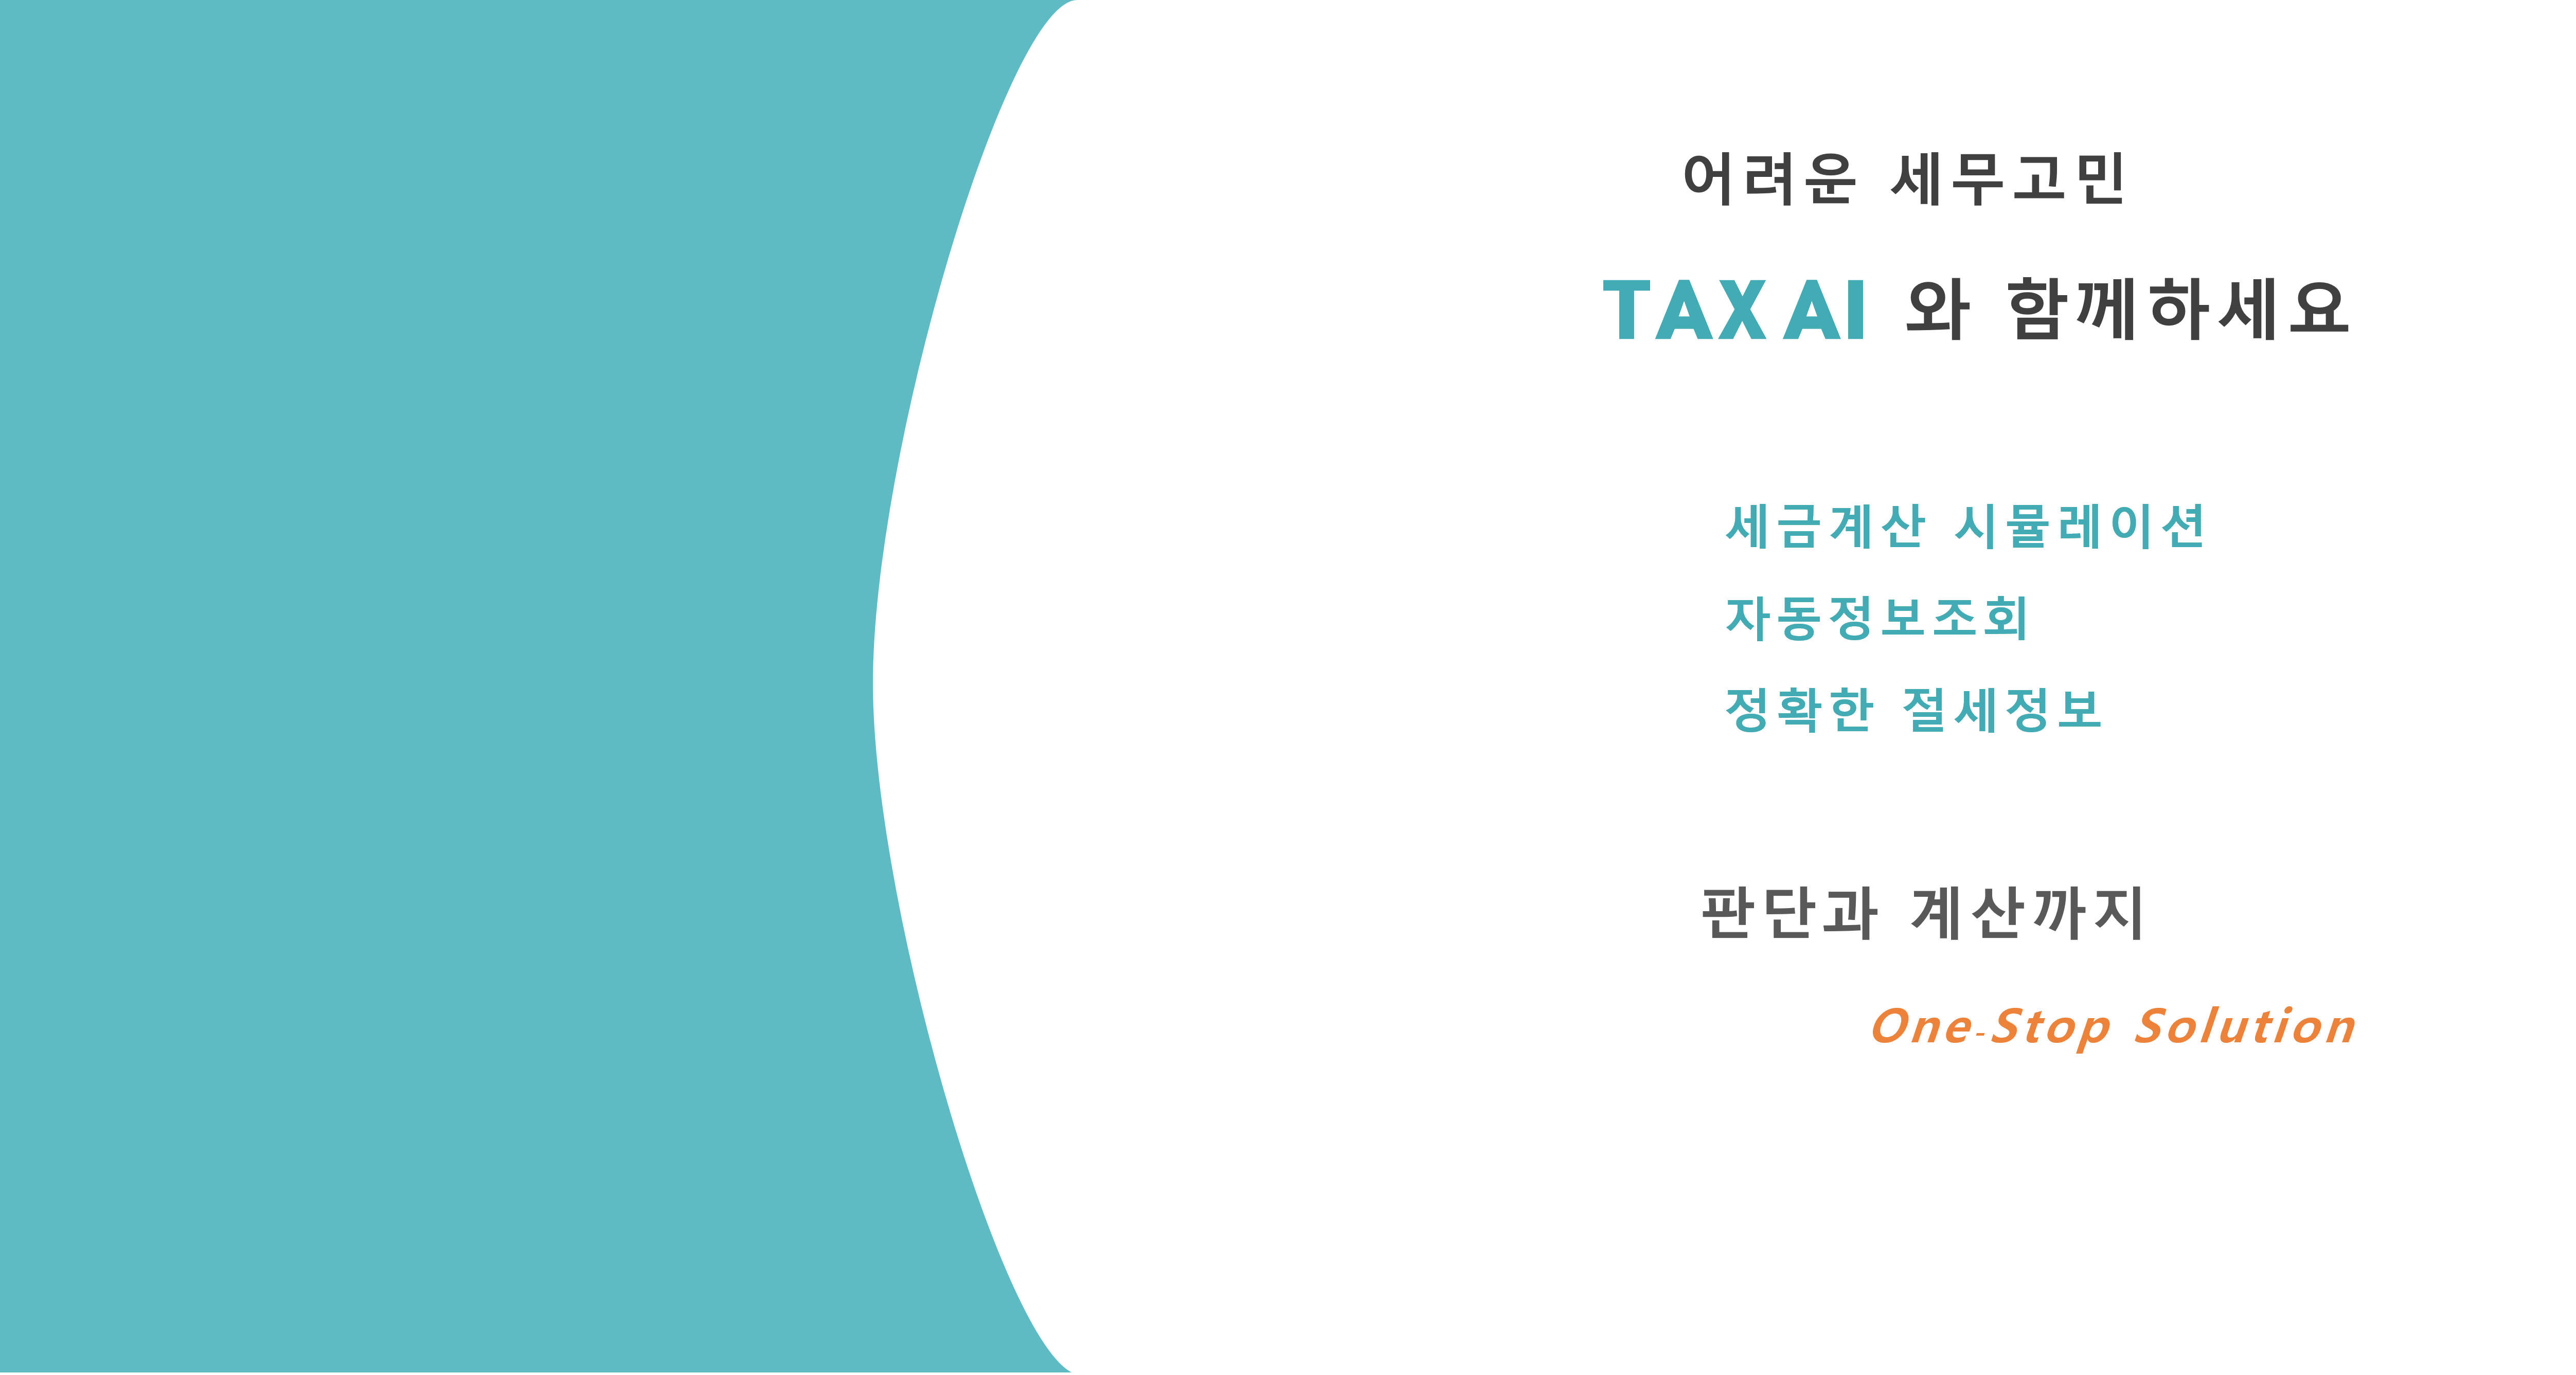 어려운 세무고민
TAX AI 와 함께하세요
세금계산 시뮬레이션
자동정보조회
정확한 절세정보
판단과 계산까지
One-Stop Solution